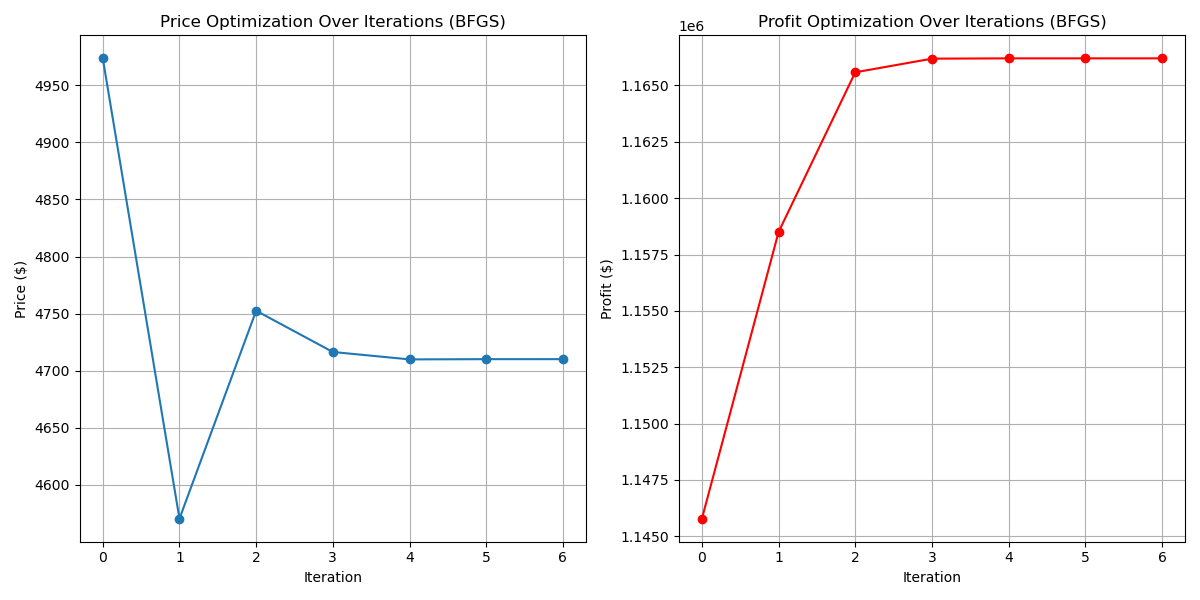 Price Optimization Over Iterations (BFGS)
Price ($)
4950
4900
4850
4800
4750
4700
4650
4600
0 1 2 3 4 5 6
Iteration
Profit Optimization Over Iterations (BFGS)
1e6
Profit ($)
1.1650
1.1625
1.1600
1.1575
1.1550
1.1525
1.1500
1.1475
1.1450
0 1 2 3 4 5 6
Iteration